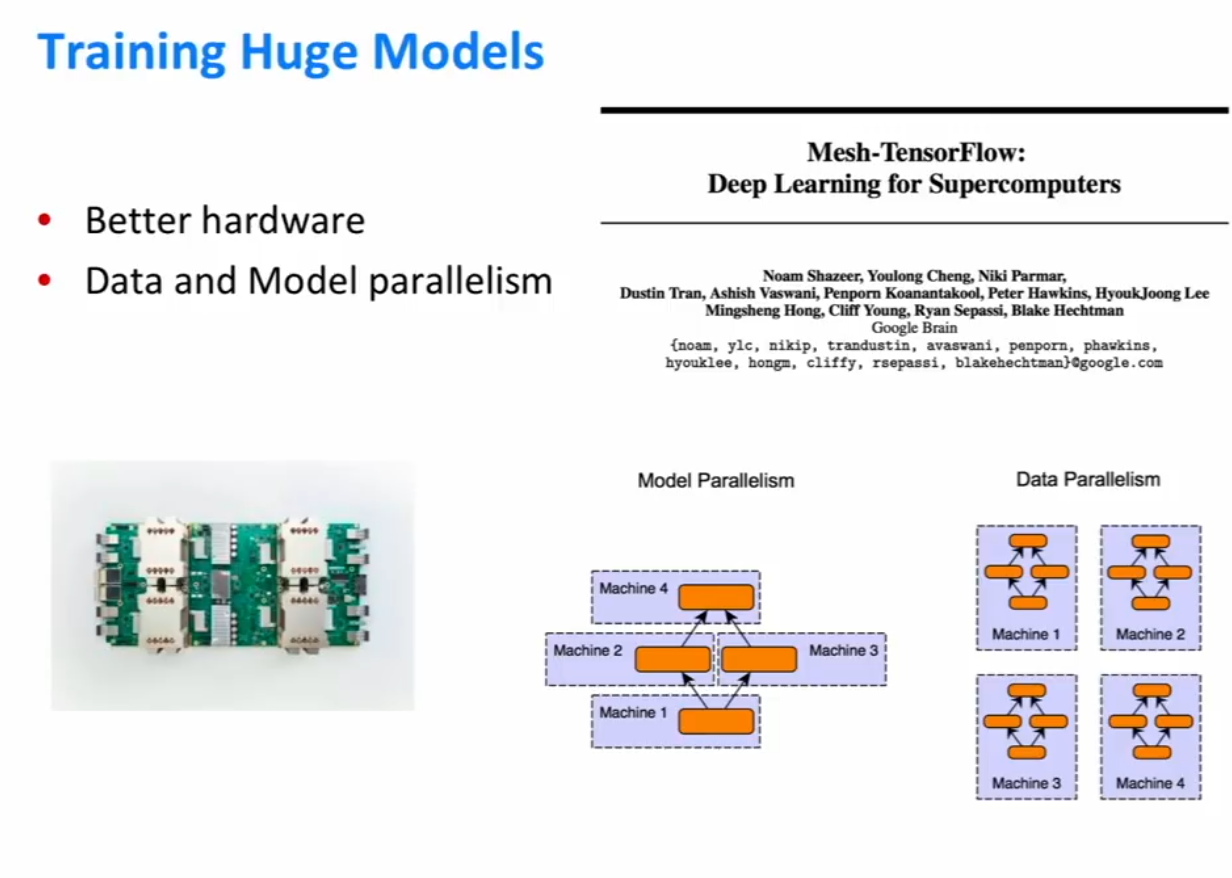 Training Huge Models
• Better hardware
• Data and Model parallelism
Mesh-TensorFlow:
Deep Learning for Supercomputers
Noam Shazeer, Youlong Cheng, Niki Parmar,
Dustin Tran, Ashish Vaswani, Penporn Koanantakool, Peter Hawkins, HyoukJoong Lee
Mingsheng Hong, Cliff Young, Ryan Sepassi, Blake Hechtman
Google Brain
{noam, ylc, nikip, trandustin, avaswani, penporn, phawkins,
hyouklee, hongm, cliffy, rsepassi, blakehechtman}@google.com
Model Parallelism
Machine 4
Machine 2
Machine 3
Machine 1
Data Parallelism
Machine 1
Machine 2
Machine 3
Machine 4